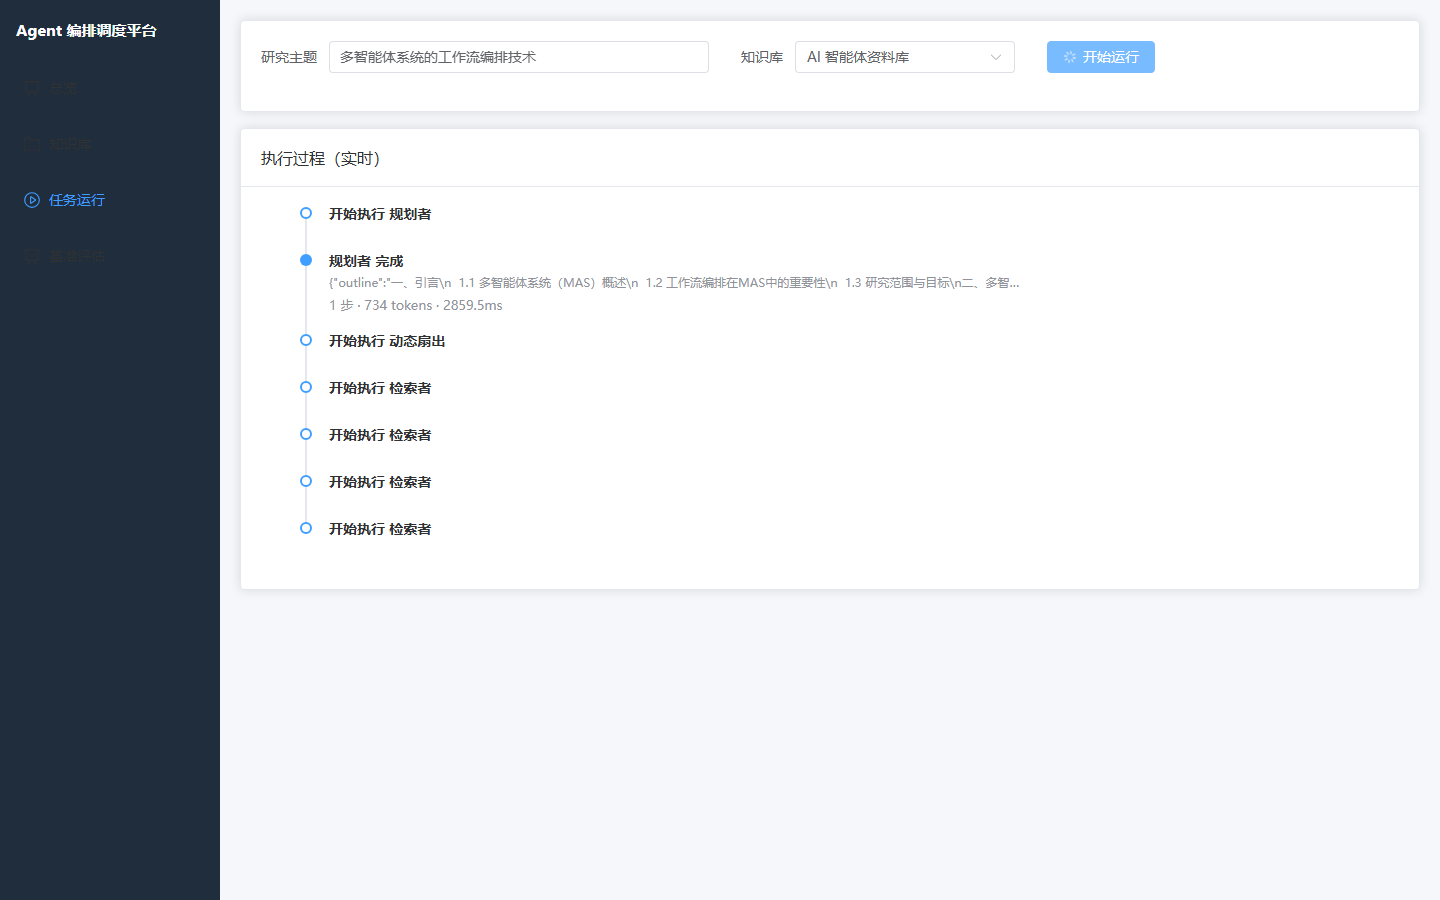 Agent 编排调度平台
总览
知识库
任务运行
研究主题 多智能体系统的工作流编排技术 知识库 AI 智能体资料库 开始运行
执行过程（实时）
开始执行 规划者
规划者 完成
{"outline":"一、引言\n  1.1 多智能体系统（MAS）概述\n  1.2 工作流编排在MAS中的重要性\n  1.3 研究范围与目标\n二、多智...
1 步 · 734 tokens · 2859.5ms
开始执行 动态扇出
开始执行 检索者
开始执行 检索者
开始执行 检索者
开始执行 检索者